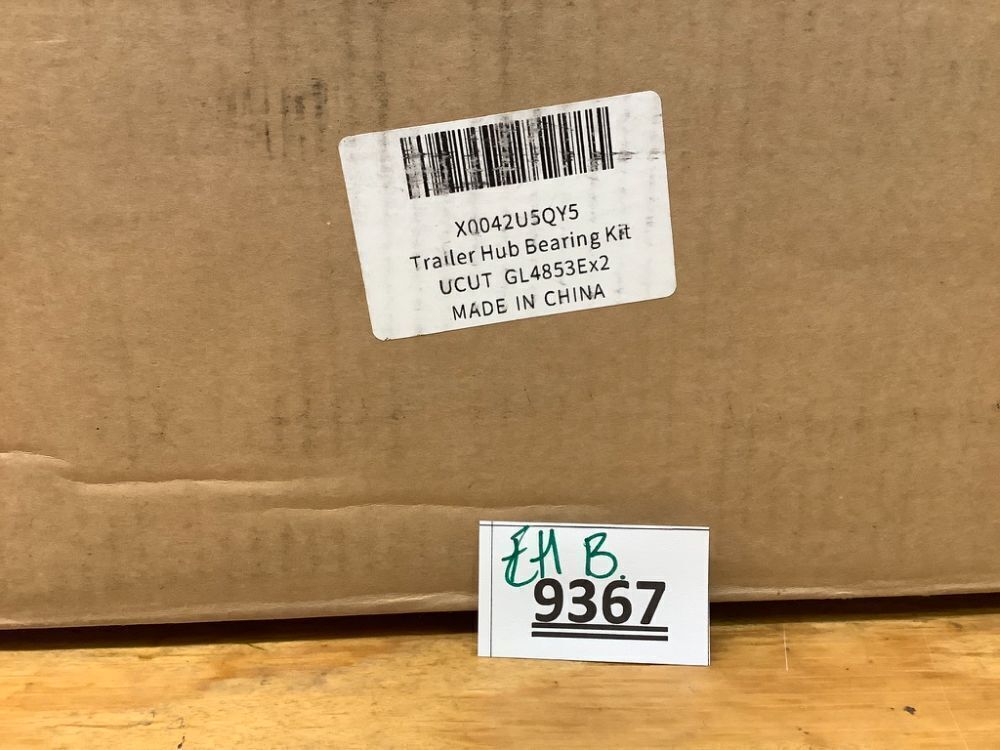 X0042U5QY5
Trailer Hub Bearing Kit
UCUT GL4853Ex2
MADE IN CHINA
EH B.
9367